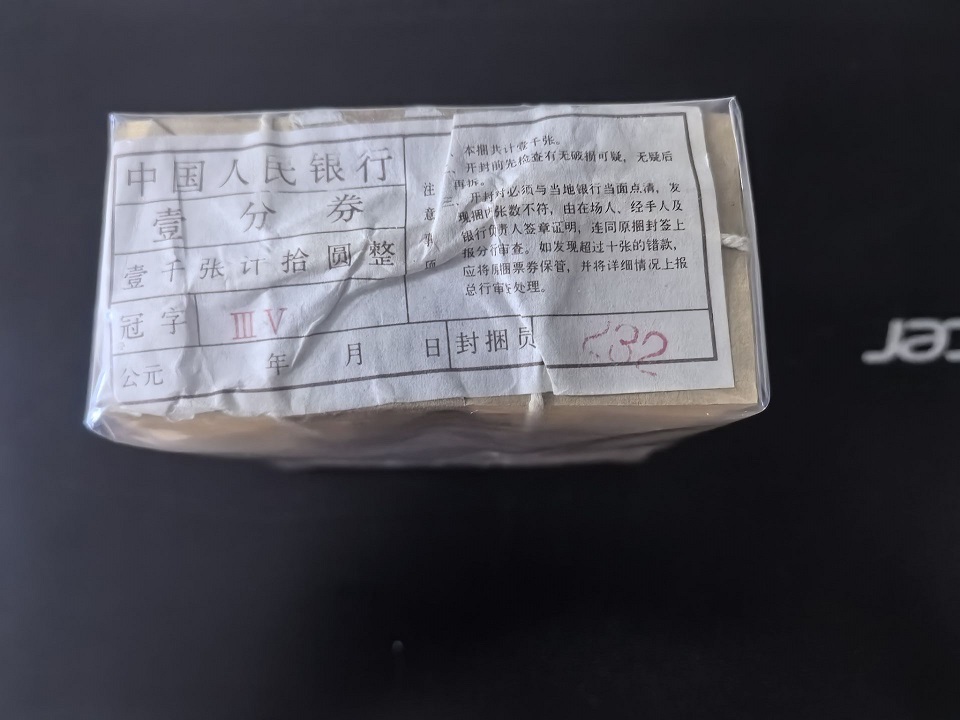 中国人民银行
壹分券
壹千张计拾圆整
冠字 ⅢⅤ
公元 年 月 日 封捆员 532
注意事项
一、本捆共计壹千张。
二、开封前先检查有无破损可疑，无疑后
再拆。
三、开封时必须与当地银行当面点清，发
现捆内张数不符，由在场人、经手人及
银行负责人签章证明，连同原捆封签上
报分行审查。如发现超过十张的错款，
应将原捆票券保管，并将详细情况上报
总行审查处理。
acer